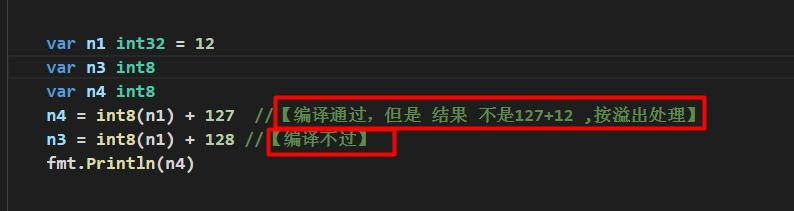 var n1 int32 = 12
var n3 int8
var n4 int8
n4 = int8(n1) + 127 //【编译通过，但是 结果 不是127+12 ,按溢出处理】
n3 = int8(n1) + 128 //【编译不过】
fmt.Println(n4)